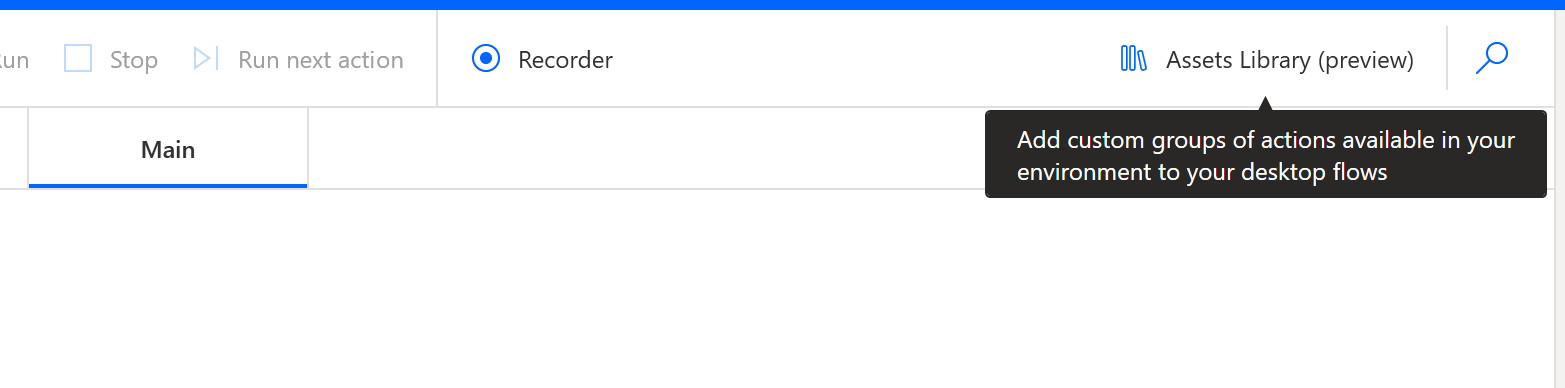 Stop
Run next action
Recorder
Assets Library (preview)
Main
Add custom groups of actions available in your
environment to your desktop flows